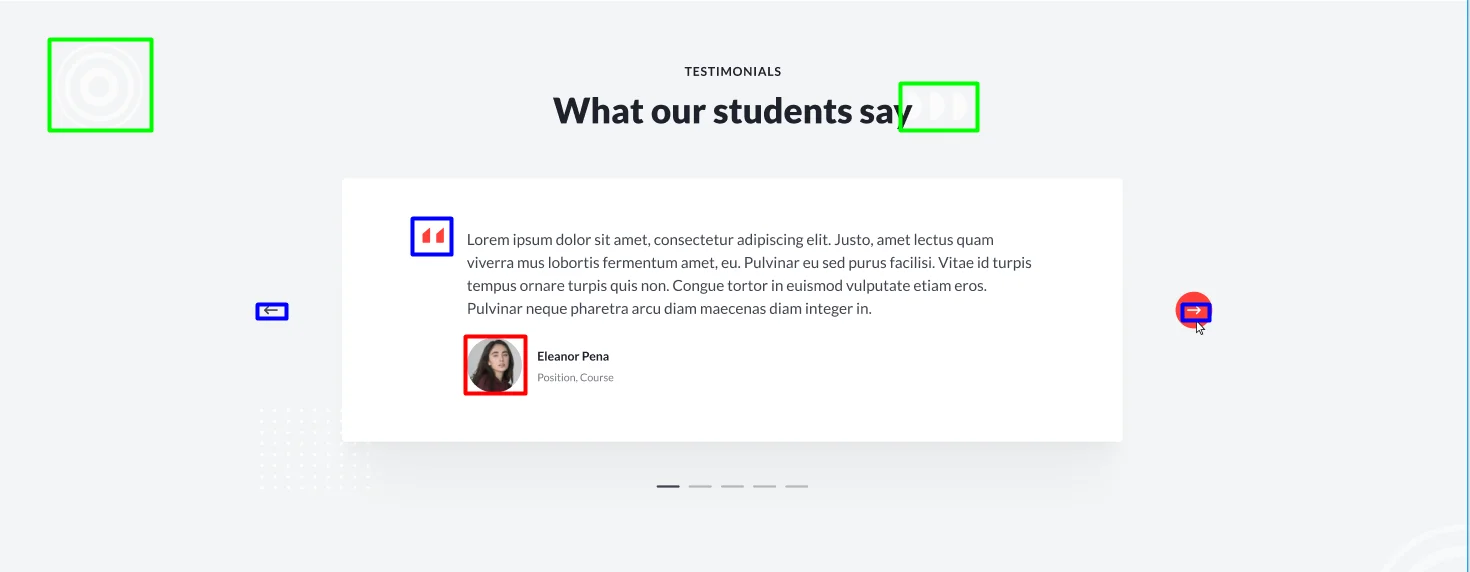 TESTIMONIALS
What our students say
Lorem ipsum dolor sit amet, consectetur adipiscing elit. Justo, amet lectus quam
viverra mus lobortis fermentum amet, eu. Pulvinar eu sed purus facilisi. Vitae id turpis
tempus ornare turpis quis non. Congue tortor in euismod vulputate etiam eros.
Pulvinar neque pharetra arcu diam maecenas diam integer in.
Eleanor Pena
Position, Course